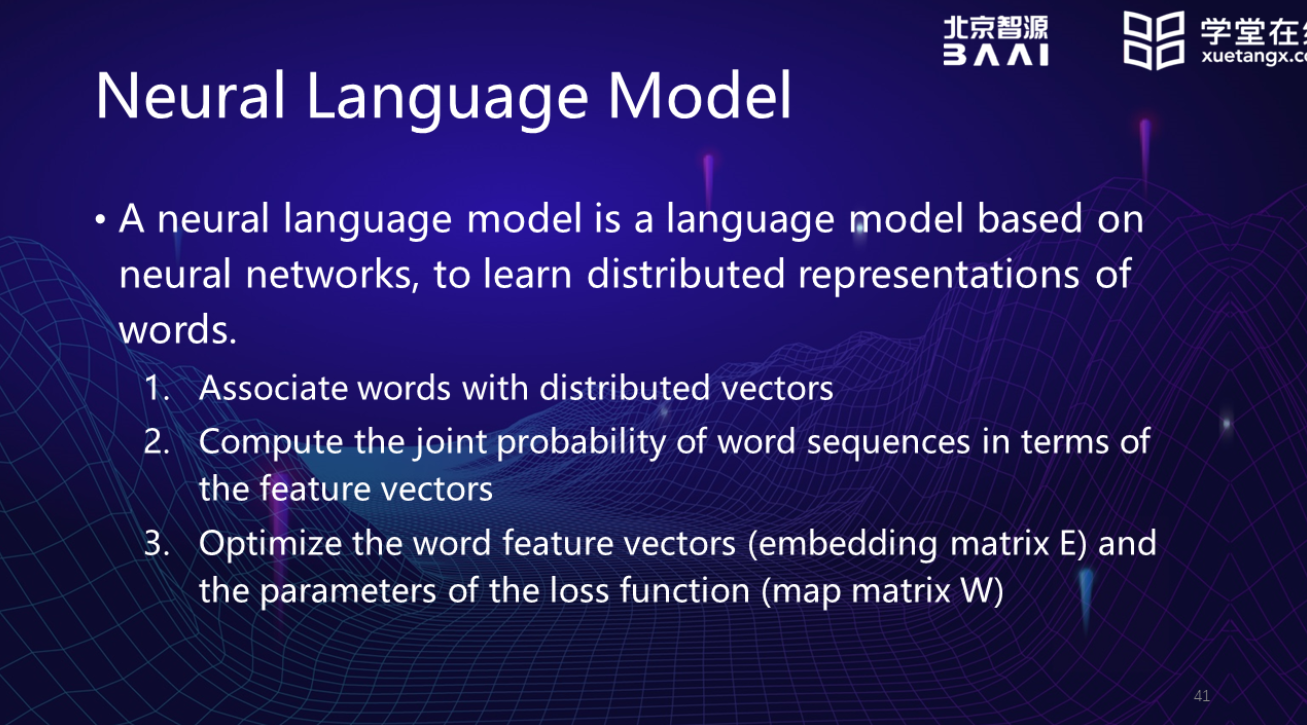 北京智源
BAAI
学堂在
xuetangx.co
Neural Language Model
• A neural language model is a language model based on
neural networks, to learn distributed representations of
words.
1. Associate words with distributed vectors
2. Compute the joint probability of word sequences in terms of
the feature vectors
3. Optimize the word feature vectors (embedding matrix E) and
the parameters of the loss function (map matrix W)
41